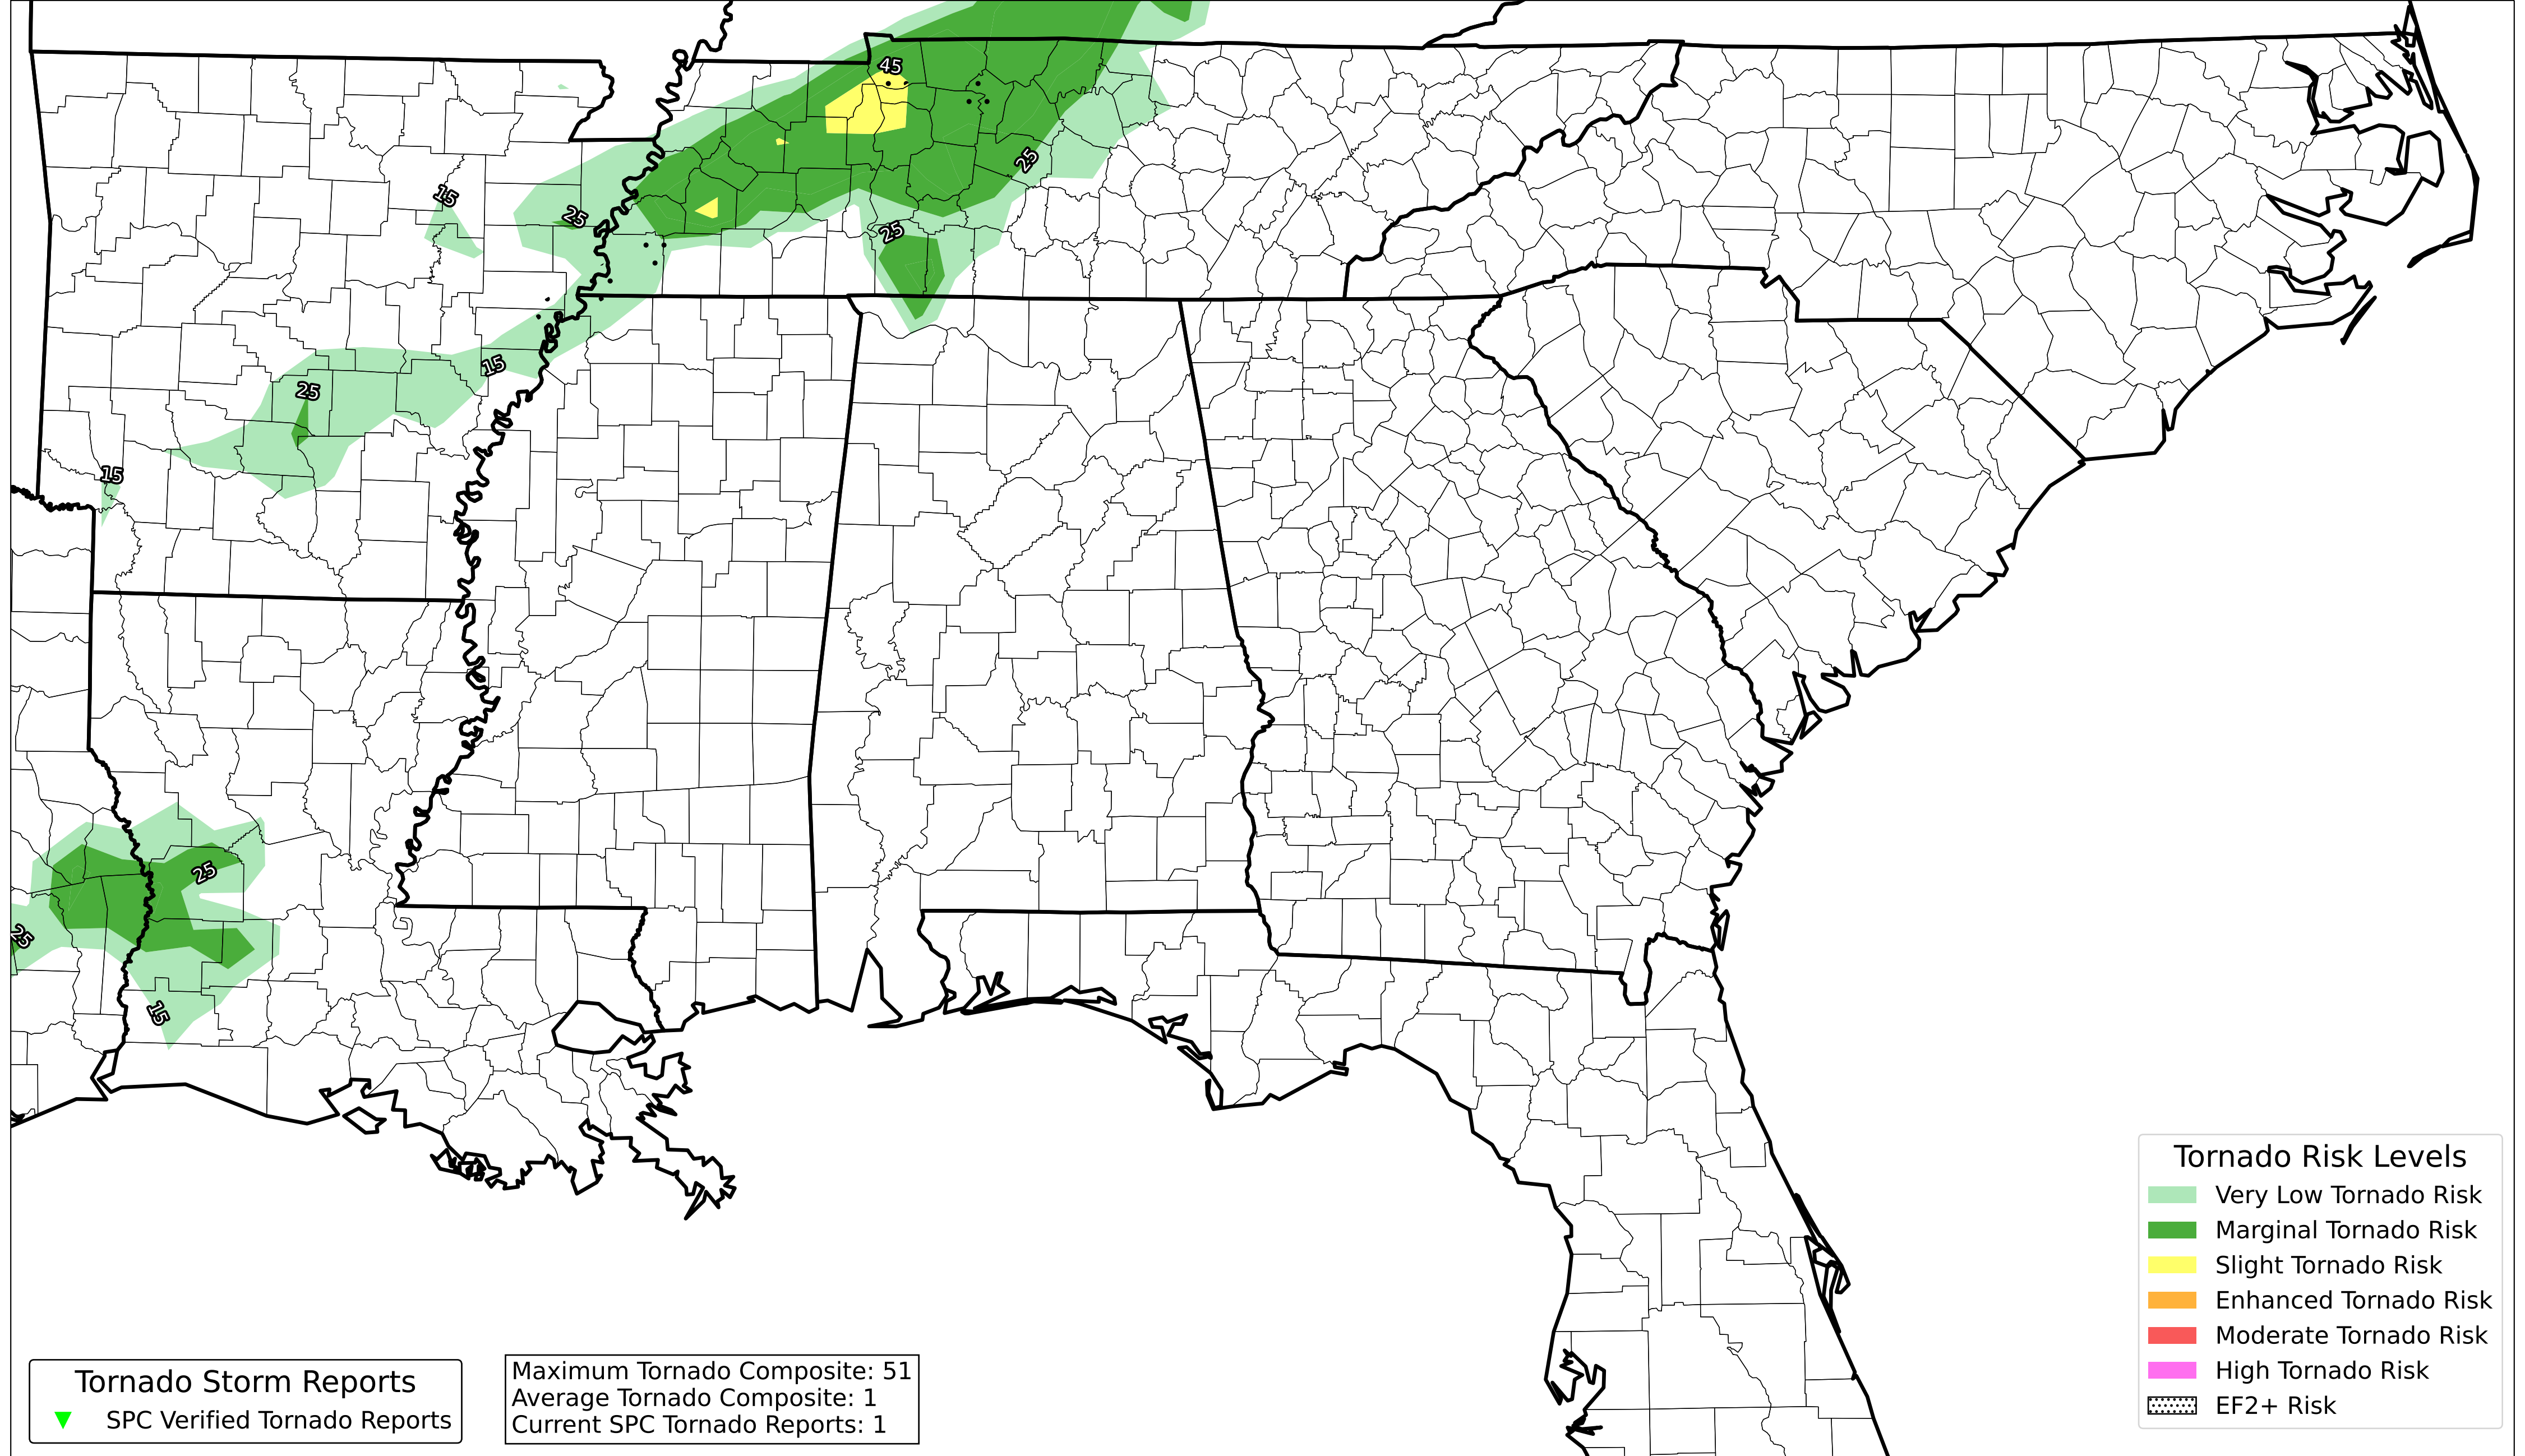 45
15
25
25
25
15
25
15
25
25
15
Tornado Risk Levels
Very Low Tornado Risk
Marginal Tornado Risk
Slight Tornado Risk
Enhanced Tornado Risk
Moderate Tornado Risk
High Tornado Risk
EF2+ Risk
Tornado Storm Reports
SPC Verified Tornado Reports
Maximum Tornado Composite: 51
Average Tornado Composite: 1
Current SPC Tornado Reports: 1